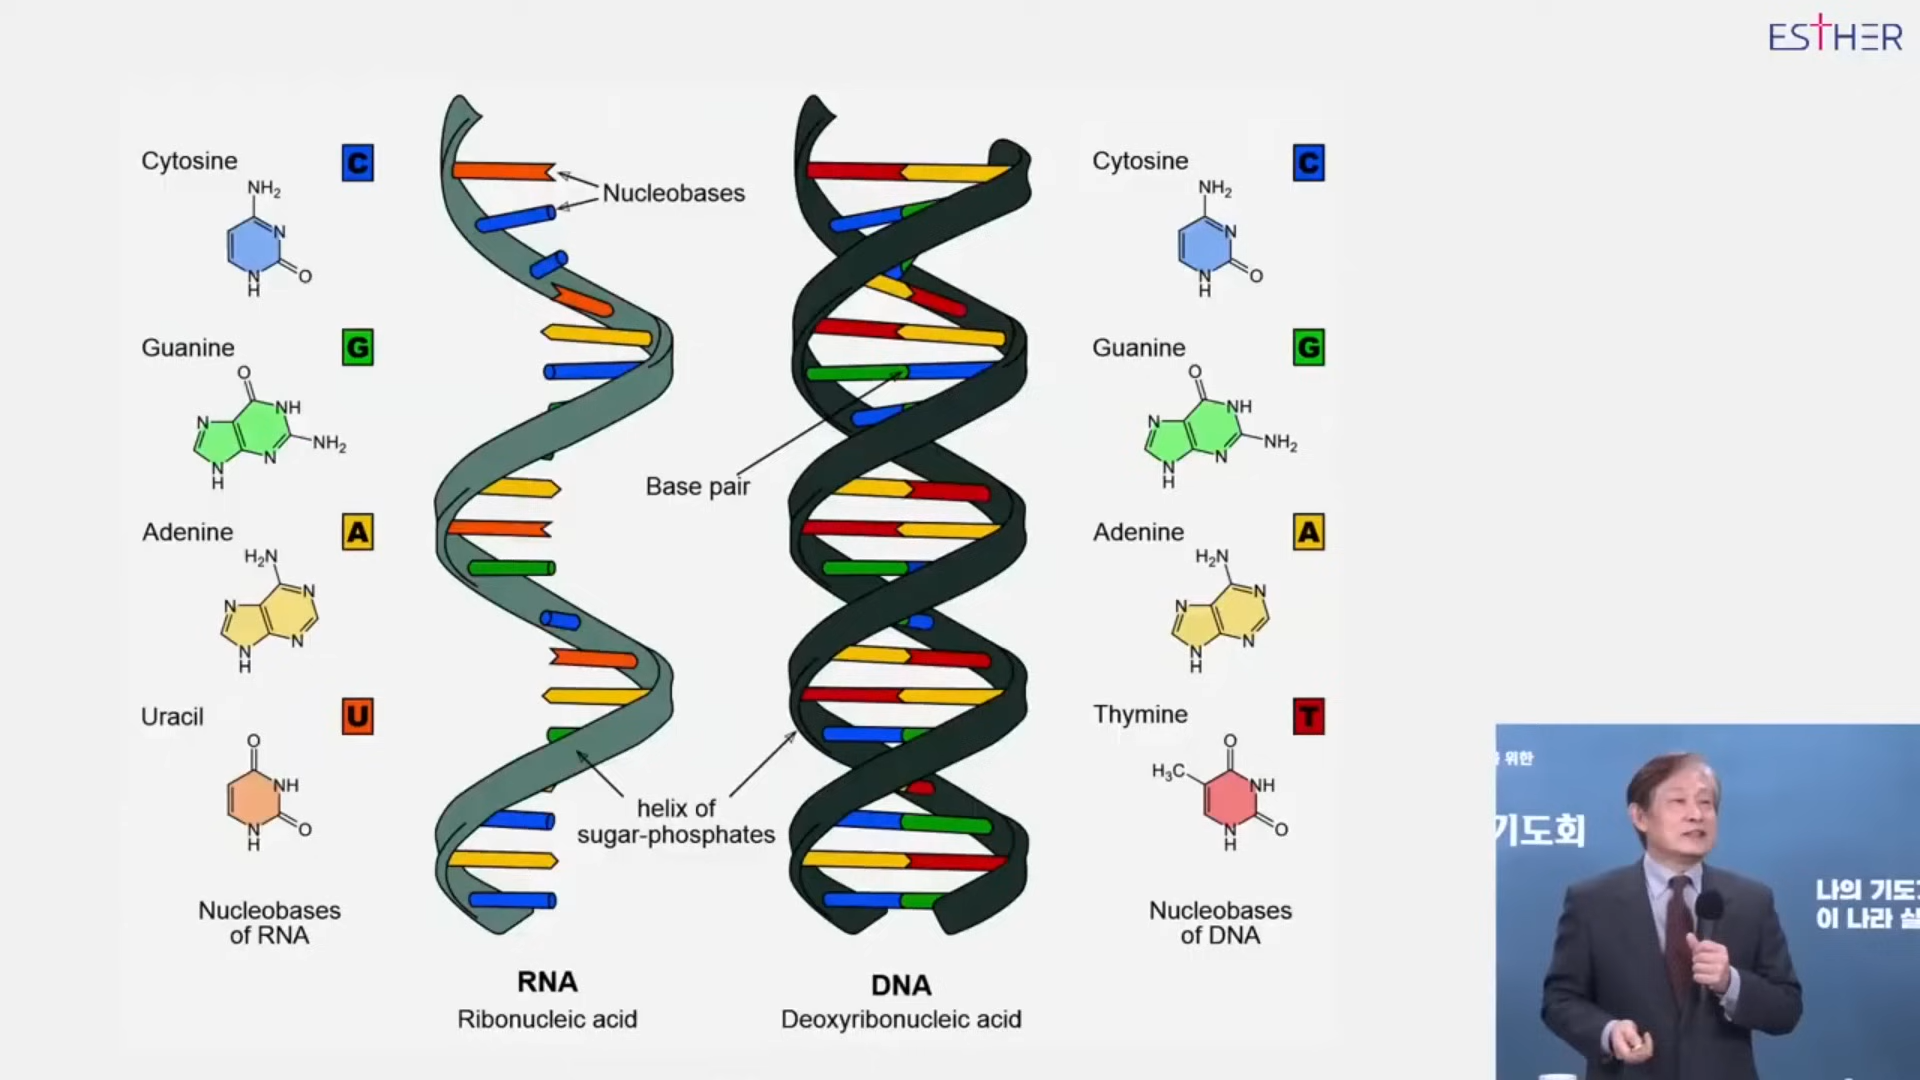 ESTHER
Cytosine
C
NH2
N
N
H
O
Guanine
G
O
N
NH
NH2
N
N
H
Adenine
A
H2N
N
N
N
N
H
Uracil
U
O
NH
N
H
O
Nucleobases
of RNA
Nucleobases
Base pair
helix of
sugar-phosphates
RNA
Ribonucleic acid
DNA
Deoxyribonucleic acid
Cytosine
C
NH2
N
N
H
O
Guanine
G
O
N
NH
NH2
N
N
H
Adenine
A
H2N
N
N
N
N
H
Thymine
T
O
H3C
NH
N
H
O
Nucleobases
of DNA
위한
기도회
나의 기도
이 나라